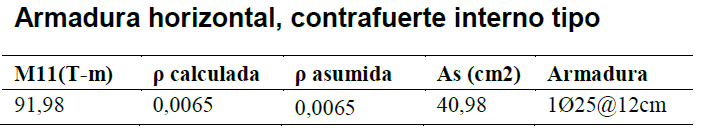 Armadura horizontal, contrafuerte interno tipo
M11(T-m) ρ calculada ρ asumida As (cm2) Armadura
91,98 0,0065 0,0065 40,98 1Ø25@12cm